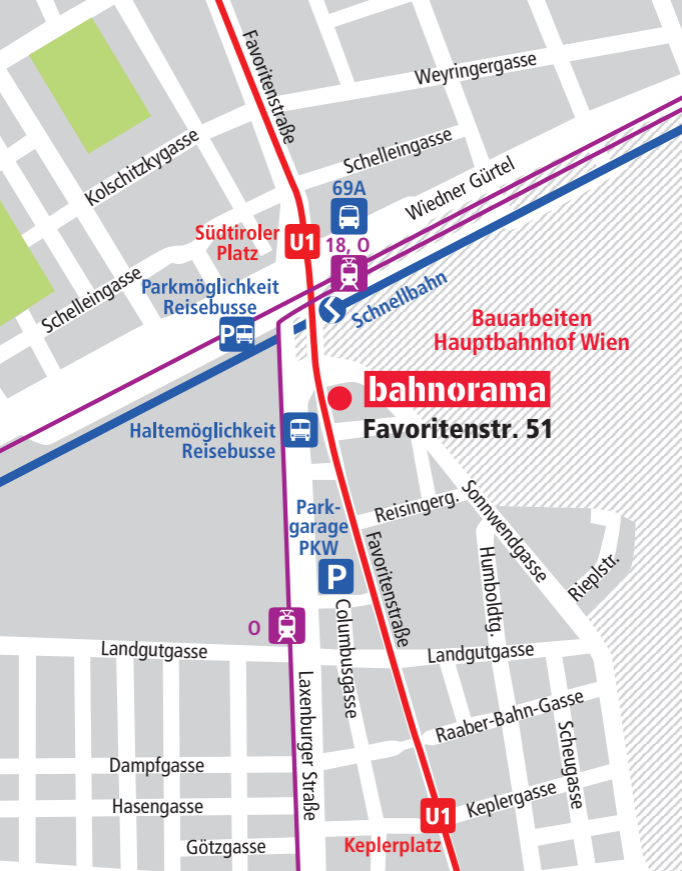 Favoritenstraße
Weyringergasse
Kolschitzkygasse
Schelleingasse
69A
Wiedner Gürtel
Südtiroler
Platz
U1
18, O
Schelleingasse
Parkmöglichkeit
Reisebusse
P
S
Schnellbahn
Bauarbeiten
Hauptbahnhof Wien
bahnorama
Favoritenstr. 51
Haltemöglichkeit
Reisebusse
Park-
garage
PKW
P
Reisingerg.
Sonnwendgasse
Favoritenstraße
Humboldtg.
Rieplstr.
O
Columbusgasse
Landgutgasse
Landgutgasse
Laxenburger Straße
Raaber-Bahn-Gasse
Scheugasse
Dampfgasse
Hasengasse
Keplergasse
U1
Keplerplatz
Götzgasse